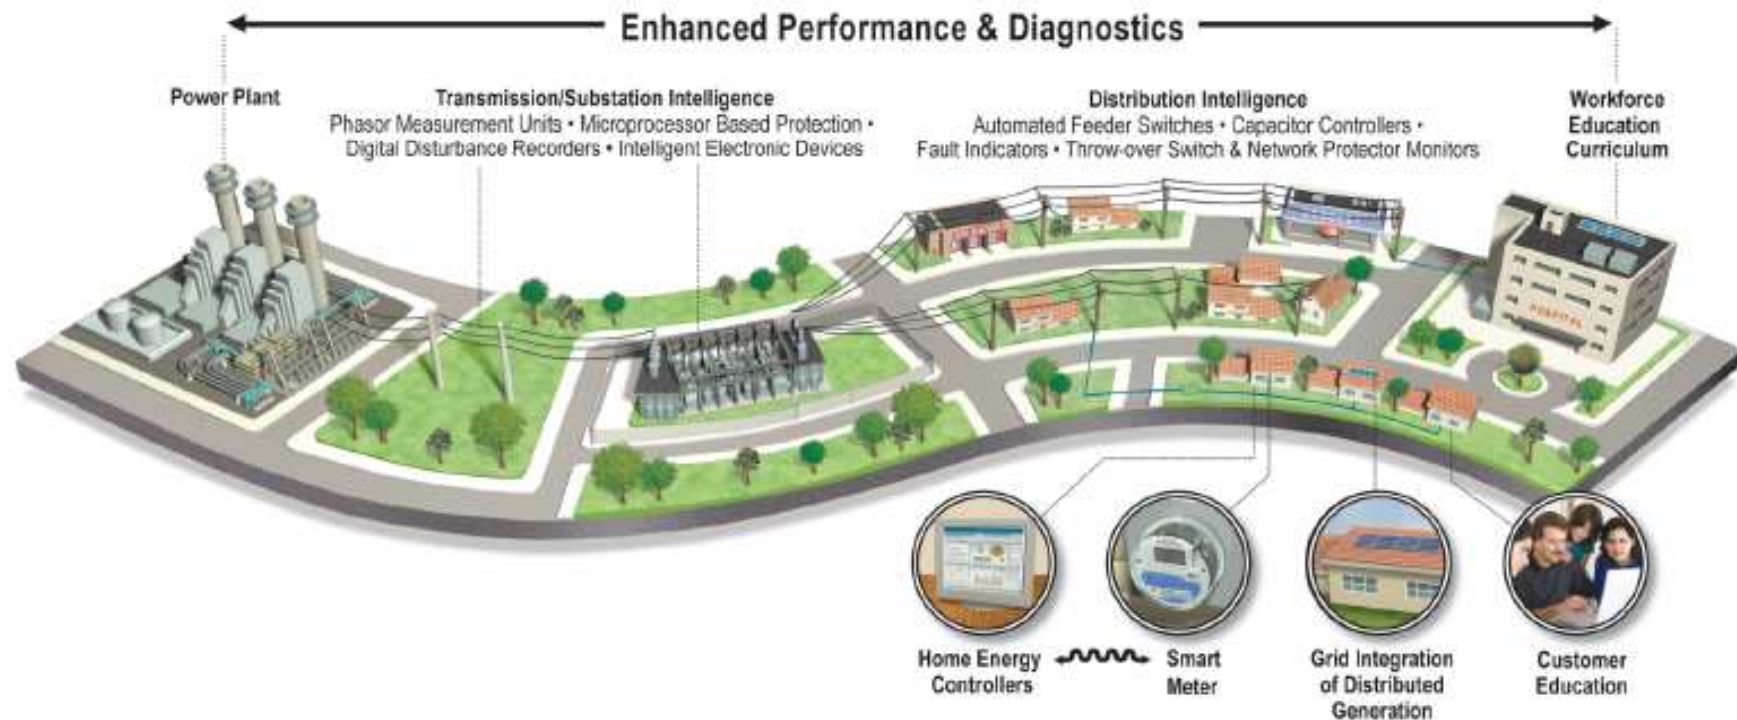 Enhanced Performance & Diagnostics
Power Plant
Transmission/Substation Intelligence
Phasor Measurement Units • Microprocessor Based Protection •
Digital Disturbance Recorders • Intelligent Electronic Devices
Distribution Intelligence
Automated Feeder Switches • Capacitor Controllers •
Fault Indicators • Throw-over Switch & Network Protector Monitors
Workforce
Education
Curriculum
HOSPITAL
Home Energy
Controllers
Smart
Meter
Grid Integration
of Distributed
Generation
Customer
Education